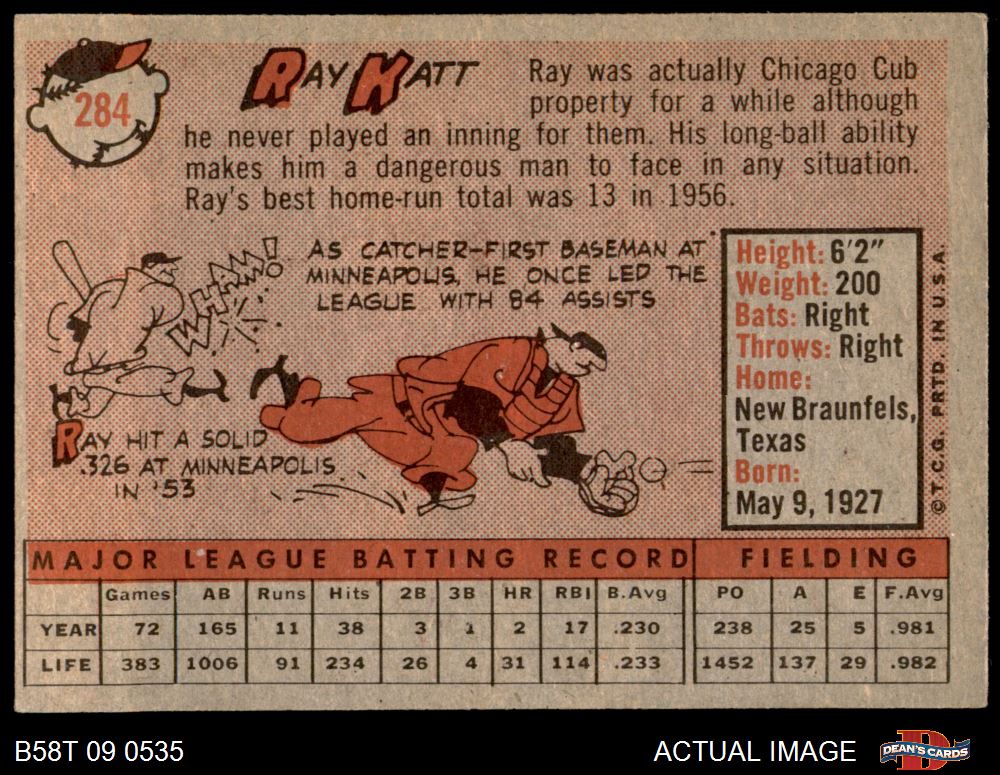 284
RAY KATT
Ray was actually Chicago Cub
property for a while although
he never played an inning for them. His long-ball ability
makes him a dangerous man to face in any situation.
Ray's best home-run total was 13 in 1956.
WHAM!
AS CATCHER-FIRST BASEMAN AT
MINNEAPOLIS, HE ONCE LED THE
LEAGUE WITH 84 ASSISTS
RAY HIT A SOLID
.326 AT MINNEAPOLIS
IN '53
Height: 6'2"
Weight: 200
Bats: Right
Throws: Right
Home:
New Braunfels,
Texas
Born:
May 9, 1927
© T.C.G. PRTD. IN U.S.A.
MAJOR LEAGUE BATTING RECORD FIELDING
Games AB Runs Hits 2B 3B HR RBI B.Avg PO A E F.Avg
YEAR 72 165 11 38 3 1 2 17 .230 238 25 5 .981
LIFE 383 1006 91 234 26 4 31 114 .233 1452 137 29 .982
B58T 09 0535 ACTUAL IMAGE DEAN'S CARDS